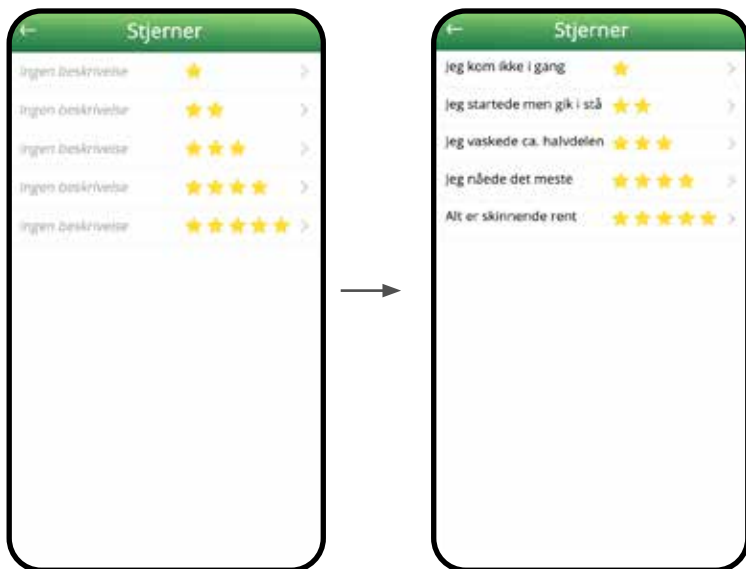 Stjerner
Ingen beskrivelse
Ingen beskrivelse
Ingen beskrivelse
Ingen beskrivelse
Ingen beskrivelse
Stjerner
Jeg kom ikke i gang
Jeg startede men gik i stå
Jeg vaskede ca. halvdelen
Jeg nåede det meste
Alt er skinnende rent